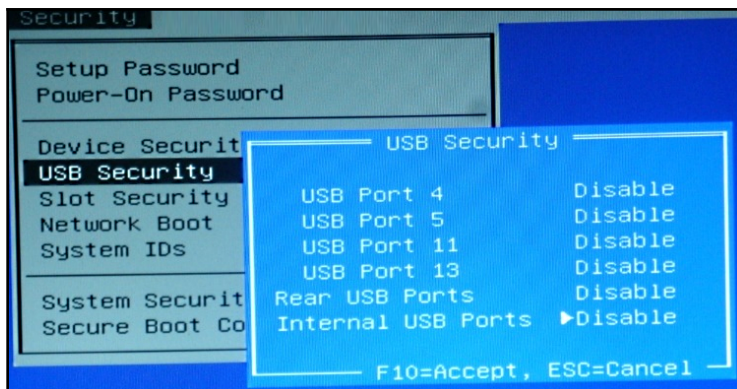 Security
Setup Password
Power-On Password
Device Securit
USB Security
Slot Security
Network Boot
System IDs
System Securit
Secure Boot Co
USB Security
USB Port 4 Disable
USB Port 5 Disable
USB Port 11 Disable
USB Port 13 Disable
Rear USB Ports Disable
Internal USB Ports ▶Disable
F10=Accept, ESC=Cancel